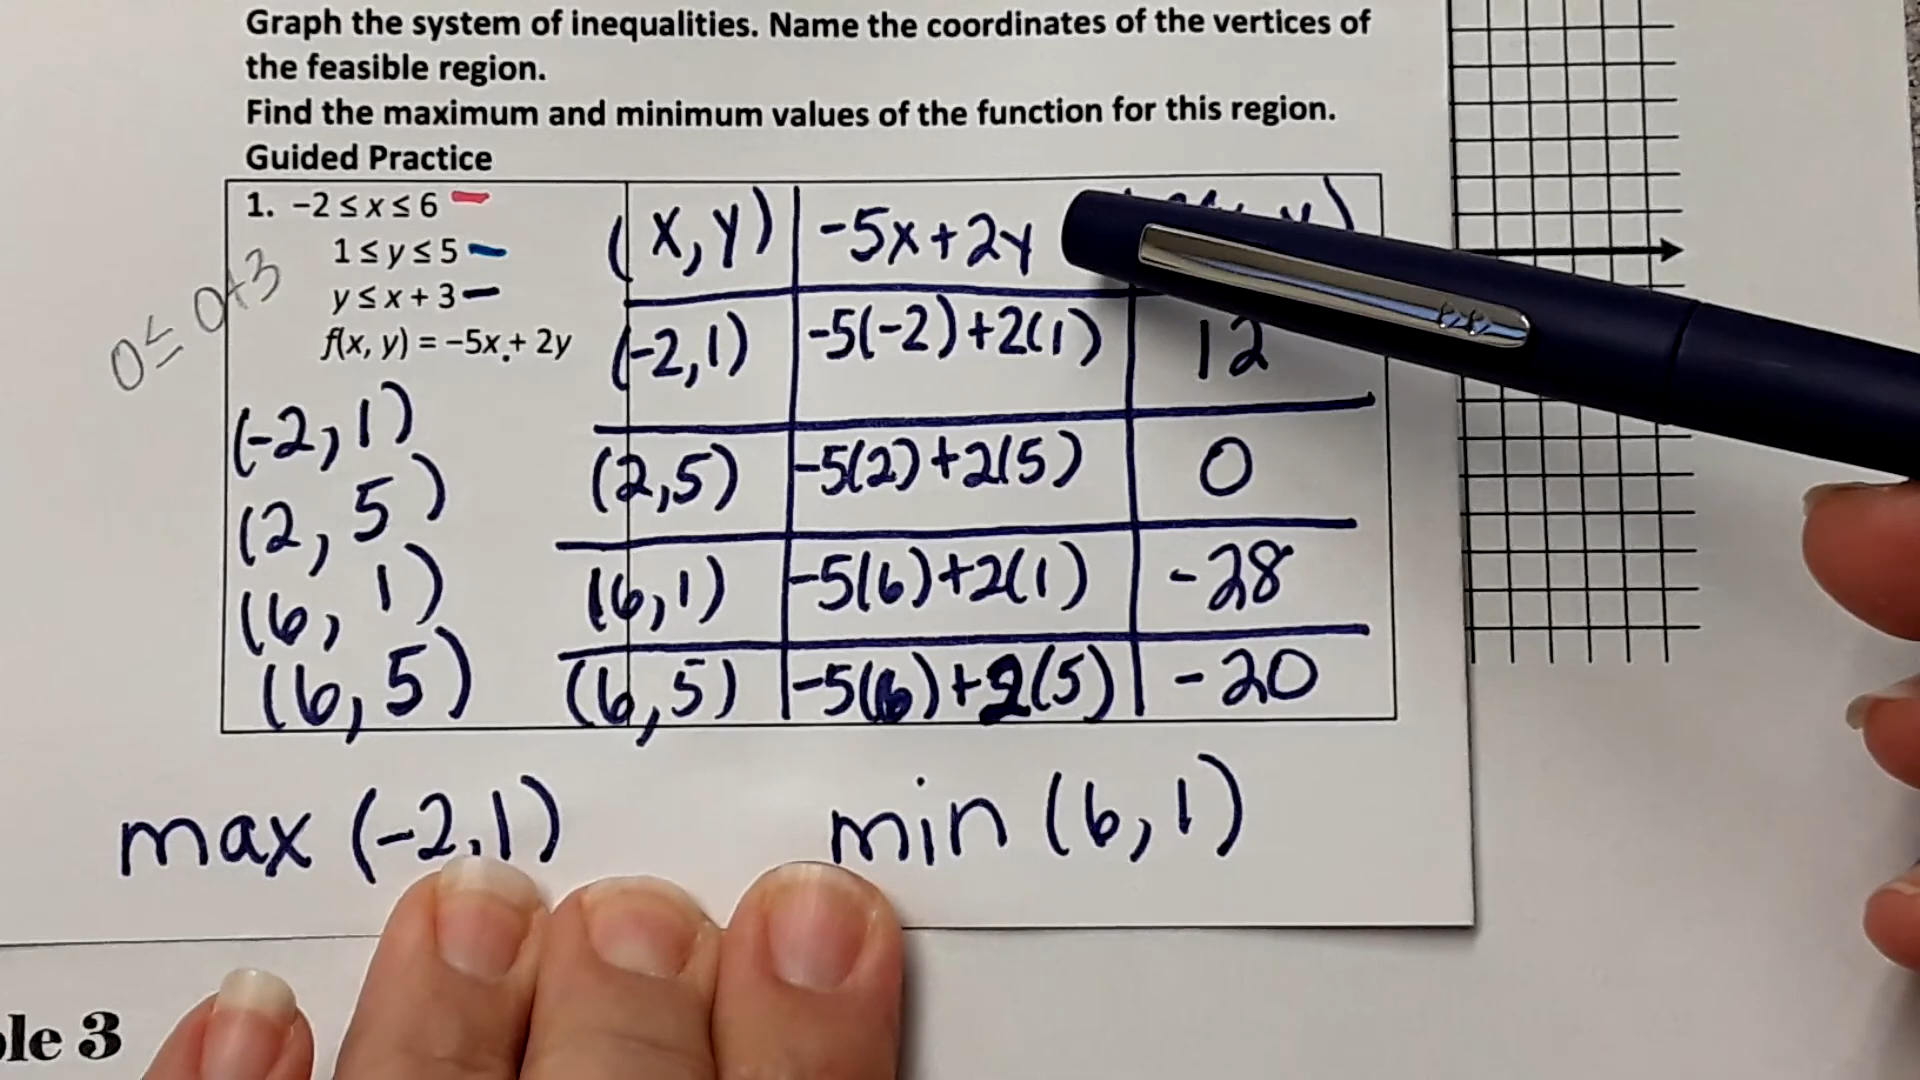 Graph the system of inequalities. Name the coordinates of the vertices of
the feasible region.
Find the maximum and minimum values of the function for this region.
Guided Practice
1. −2 ≤ x ≤ 6
1 ≤ y ≤ 5
y ≤ x + 3
f(x, y) = −5x + 2y
0 ≤ 0+3
(-2, 1)
(2, 5)
(6, 1)
(6, 5)
(x, y) -5x+2y
(-2, 1) -5(-2)+2(1) 12
(2,5) -5(2)+2(5) 0
(6,1) -5(6)+2(1) -28
(6,5) -5(6)+2(5) -20
max (-2,1) min (6,1)
3